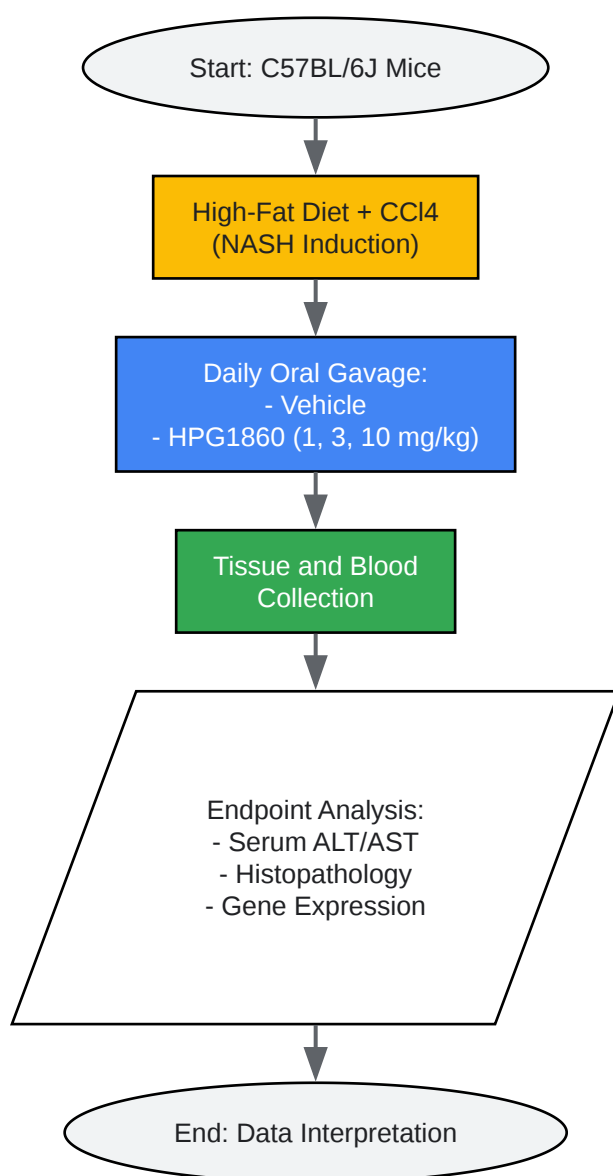 Start: C57BL/6J Mice
High-Fat Diet + CCl4
(NASH Induction)
Daily Oral Gavage:
- Vehicle
- HPG1860 (1, 3, 10 mg/kg)
Tissue and Blood
Collection
Endpoint Analysis:
- Serum ALT/AST
- Histopathology
- Gene Expression
End: Data Interpretation